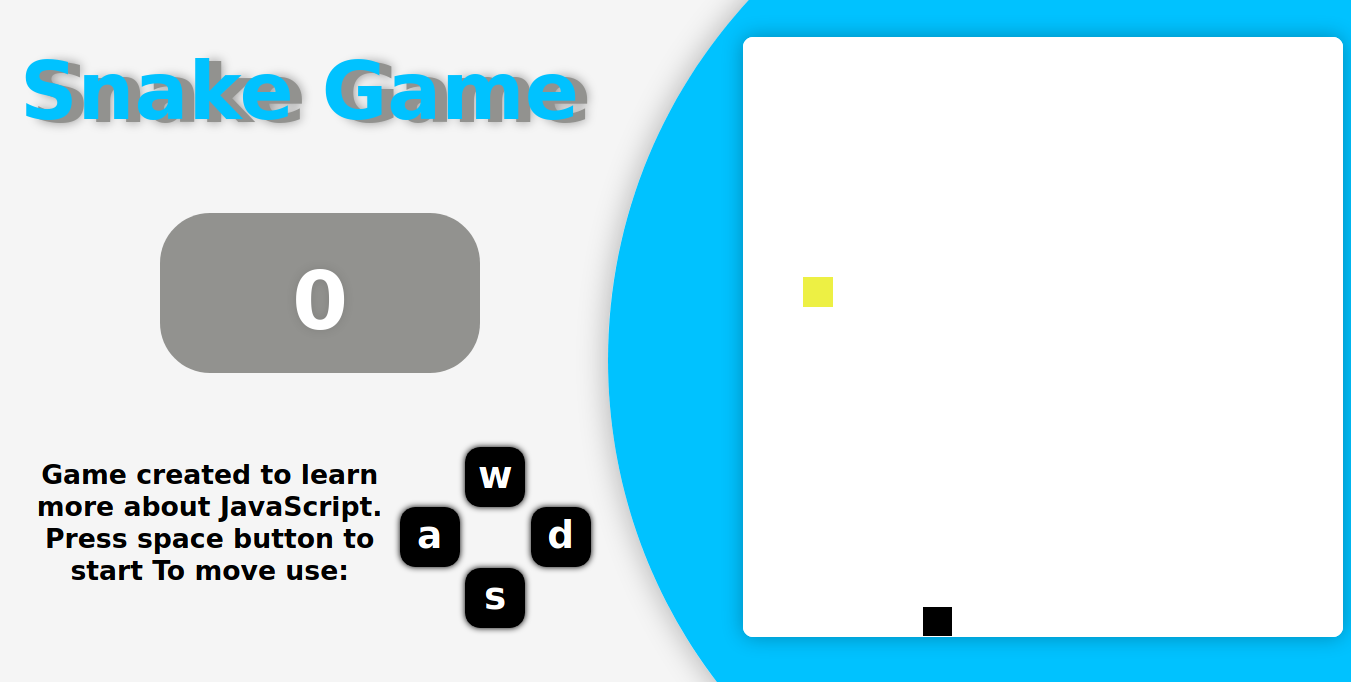 Snake Game
0
Game created to learn
more about JavaScript.
Press space button to
start To move use:
w
a
d
s